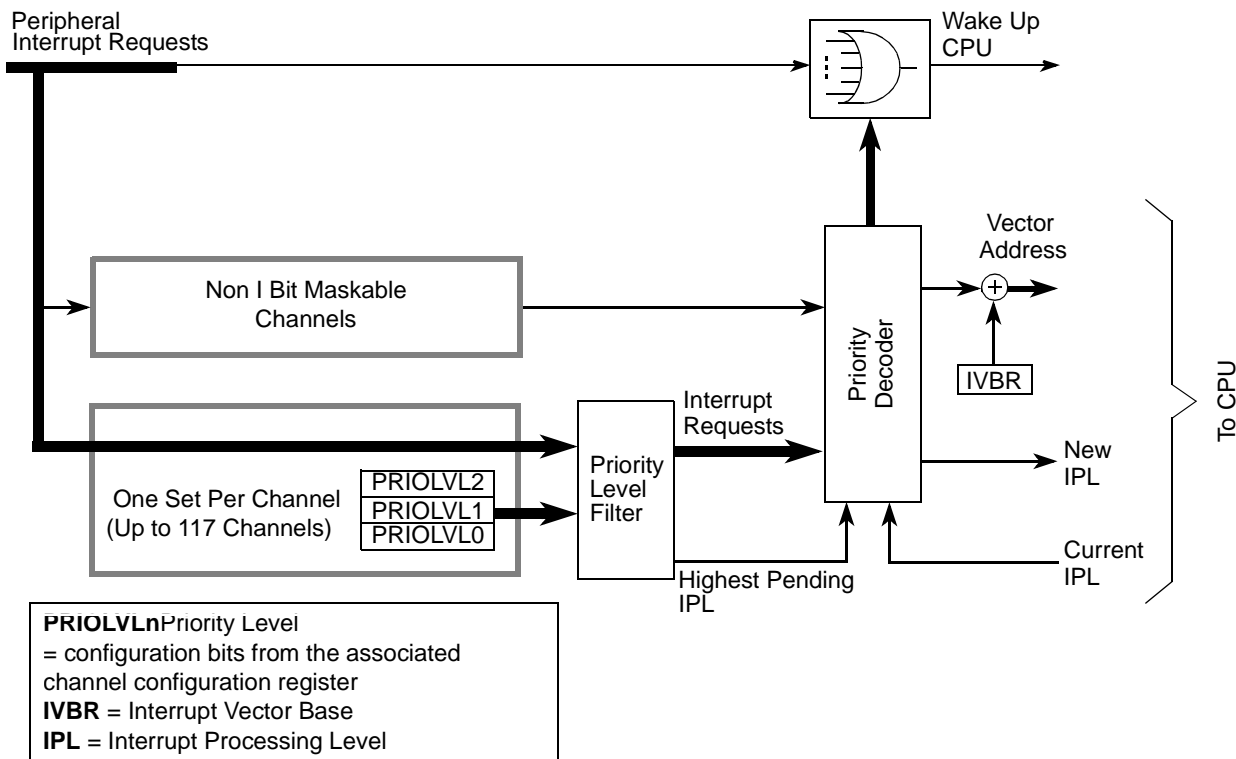 Peripheral
Interrupt Requests
Wake Up
CPU
Non I Bit Maskable
Channels
Vector
Address
Priority
Decoder
IVBR
To CPU
Interrupt
Requests
Priority
Level
Filter
PRIOLVL2
PRIOLVL1
PRIOLVL0
One Set Per Channel
(Up to 117 Channels)
New
IPL
Current
IPL
Highest Pending
IPL
PRIOLVLnPriority Level
= configuration bits from the associated
channel configuration register
IVBR = Interrupt Vector Base
IPL = Interrupt Processing Level